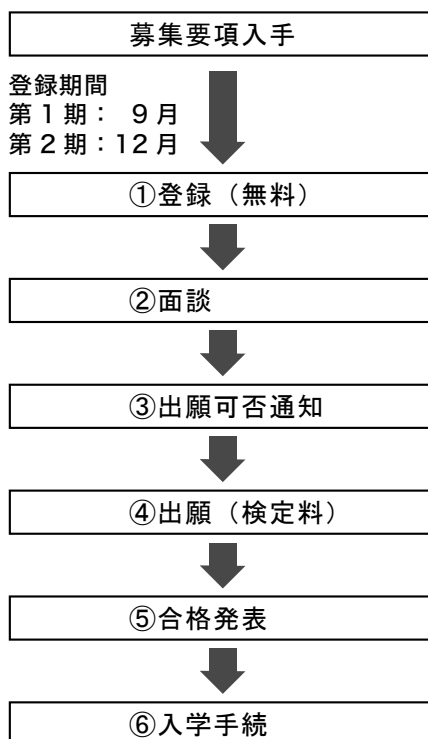 募集要項入手
登録期間
第1期： 9月
第2期：12月
①登録（無料）
②面談
③出願可否通知
④出願（検定料）
⑤合格発表
⑥入学手続